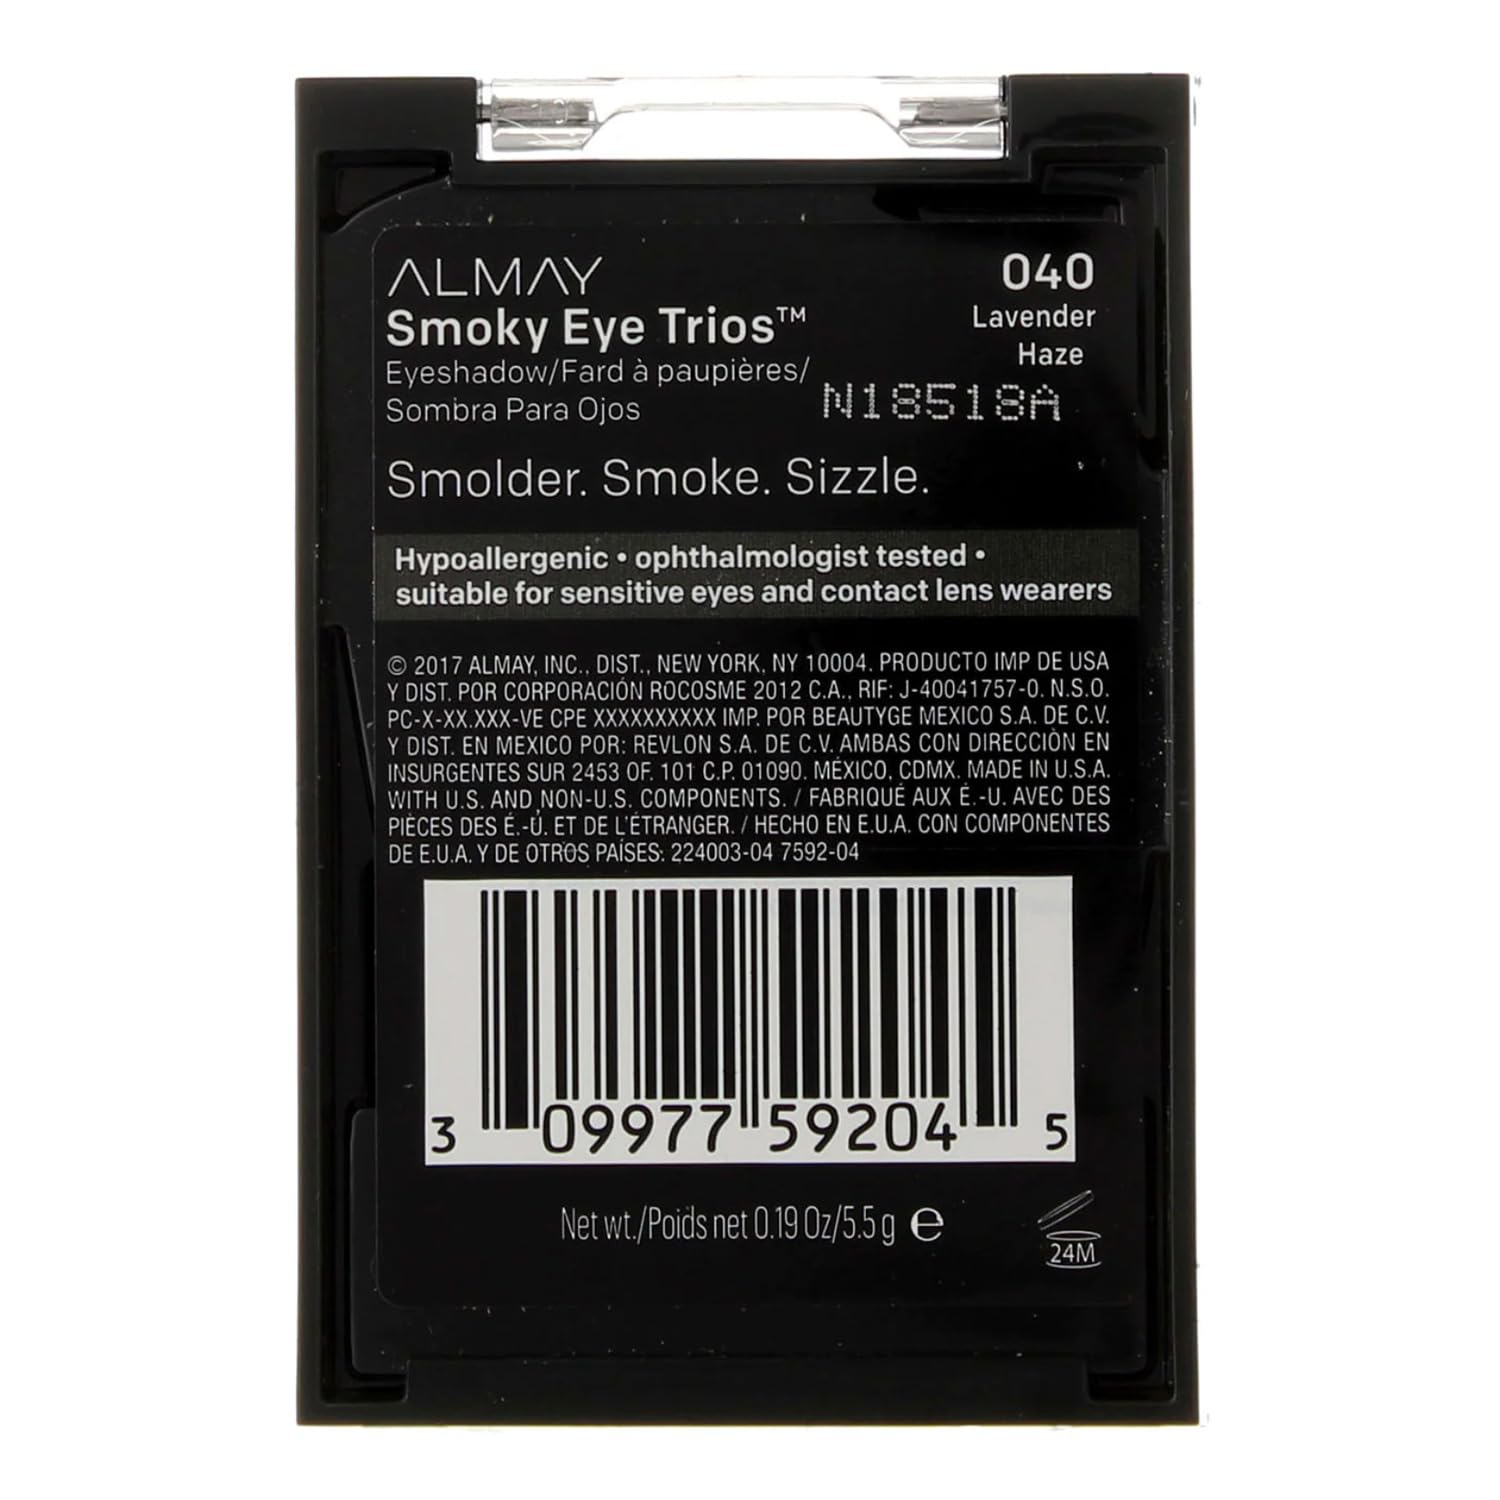 ALMAY
Smoky Eye Trios™
Eyeshadow/Fard à paupières/
Sombra Para Ojos
040
Lavender
Haze
N18518A
Smolder. Smoke. Sizzle.
Hypoallergenic • ophthalmologist tested •
suitable for sensitive eyes and contact lens wearers
© 2017 ALMAY, INC., DIST., NEW YORK, NY 10004. PRODUCTO IMP DE USA
Y DIST. POR CORPORACIÓN ROCOSME 2012 C.A., RIF: J-40041757-0. N.S.O.
PC-X-XX.XXX-VE CPE XXXXXXXXXX IMP. POR BEAUTYGE MEXICO S.A. DE C.V.
Y DIST. EN MEXICO POR: REVLON S.A. DE C.V. AMBAS CON DIRECCIÒN EN
INSURGENTES SUR 2453 OF. 101 C.P. 01090. MÉXICO, CDMX. MADE IN U.S.A.
WITH U.S. AND NON-U.S. COMPONENTS. / FABRIQUÉ AUX É.-U. AVEC DES
PIÈCES DES É.-U. ET DE L'ÉTRANGER. / HECHO EN E.U.A. CON COMPONENTES
DE E.U.A. Y DE OTROS PAÍSES. 224003-04 7592-04
3 09977 59204 5
Net wt./Poids net 0.19 Oz/5.5 g ℮
24M